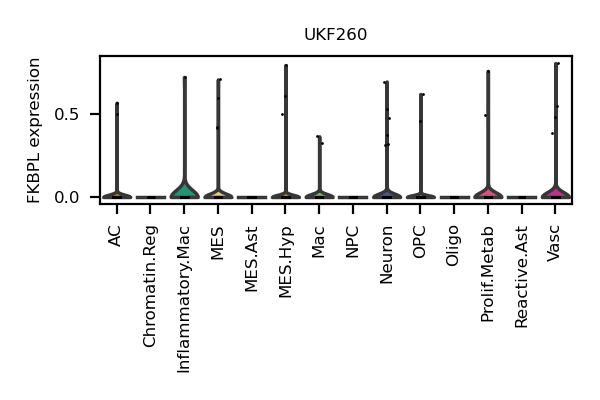 UKF260
FKBPL expression
0.5
0.0
AC
Chromatin.Reg
Inflammatory.Mac
MES
MES.Ast
MES.Hyp
Mac
NPC
Neuron
OPC
Oligo
Prolif.Metab
Reactive.Ast
Vasc